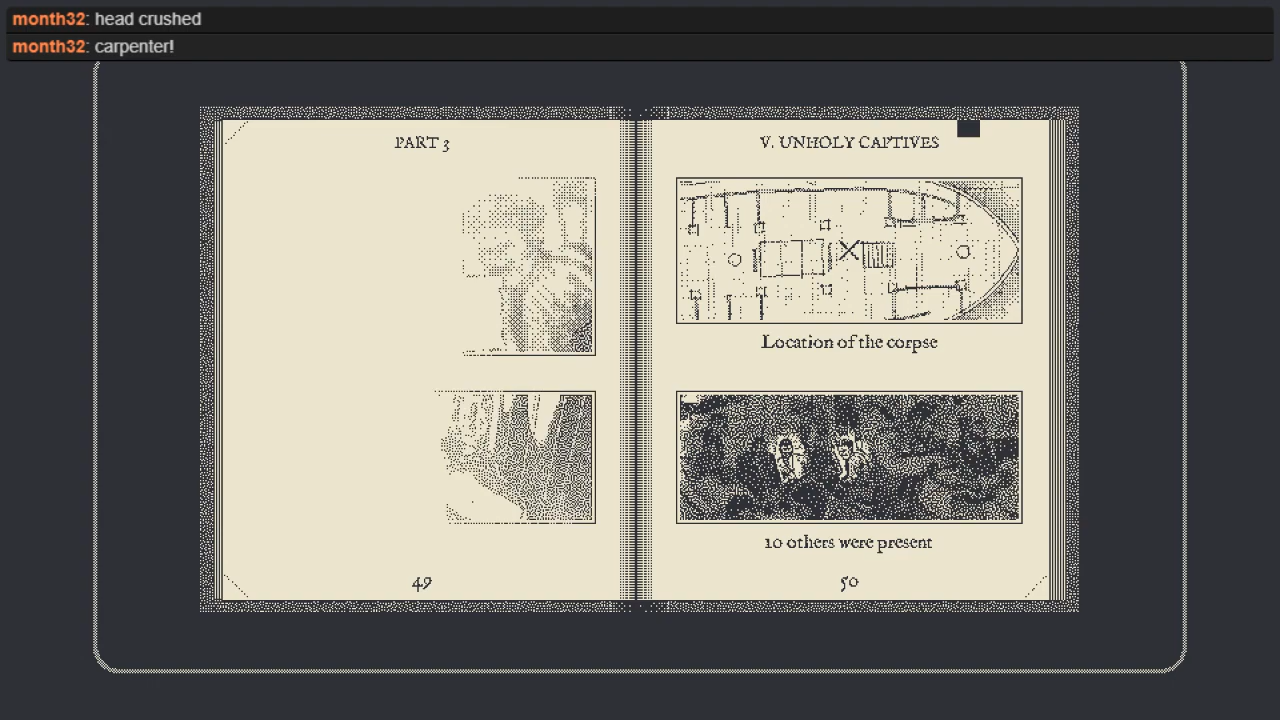 month32: head crushed
month32: carpenter!
PART 3
V. UNHOLY CAPTIVES
Location of the corpse
10 others were present
49
50